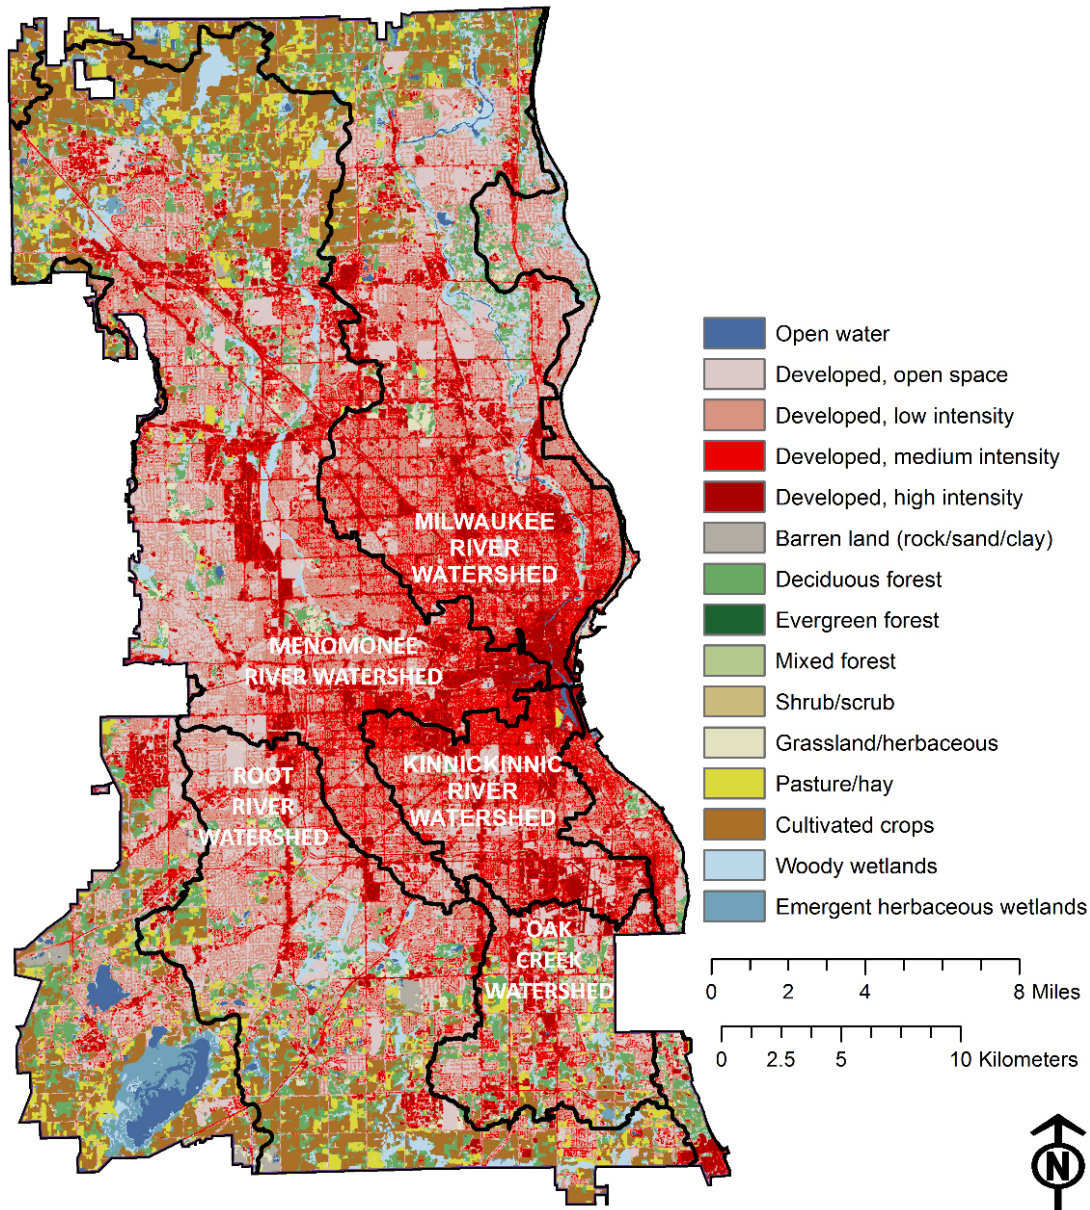 MILWAUKEE
RIVER
WATERSHED
MENOMONEE
RIVER WATERSHED
ROOT
RIVER
WATERSHED
KINNICKINNIC
RIVER
WATERSHED
OAK
CREEK
WATERSHED
Open water
Developed, open space
Developed, low intensity
Developed, medium intensity
Developed, high intensity
Barren land (rock/sand/clay)
Deciduous forest
Evergreen forest
Mixed forest
Shrub/scrub
Grassland/herbaceous
Pasture/hay
Cultivated crops
Woody wetlands
Emergent herbaceous wetlands
0 2 4 8 Miles
0 2.5 5 10 Kilometers
N